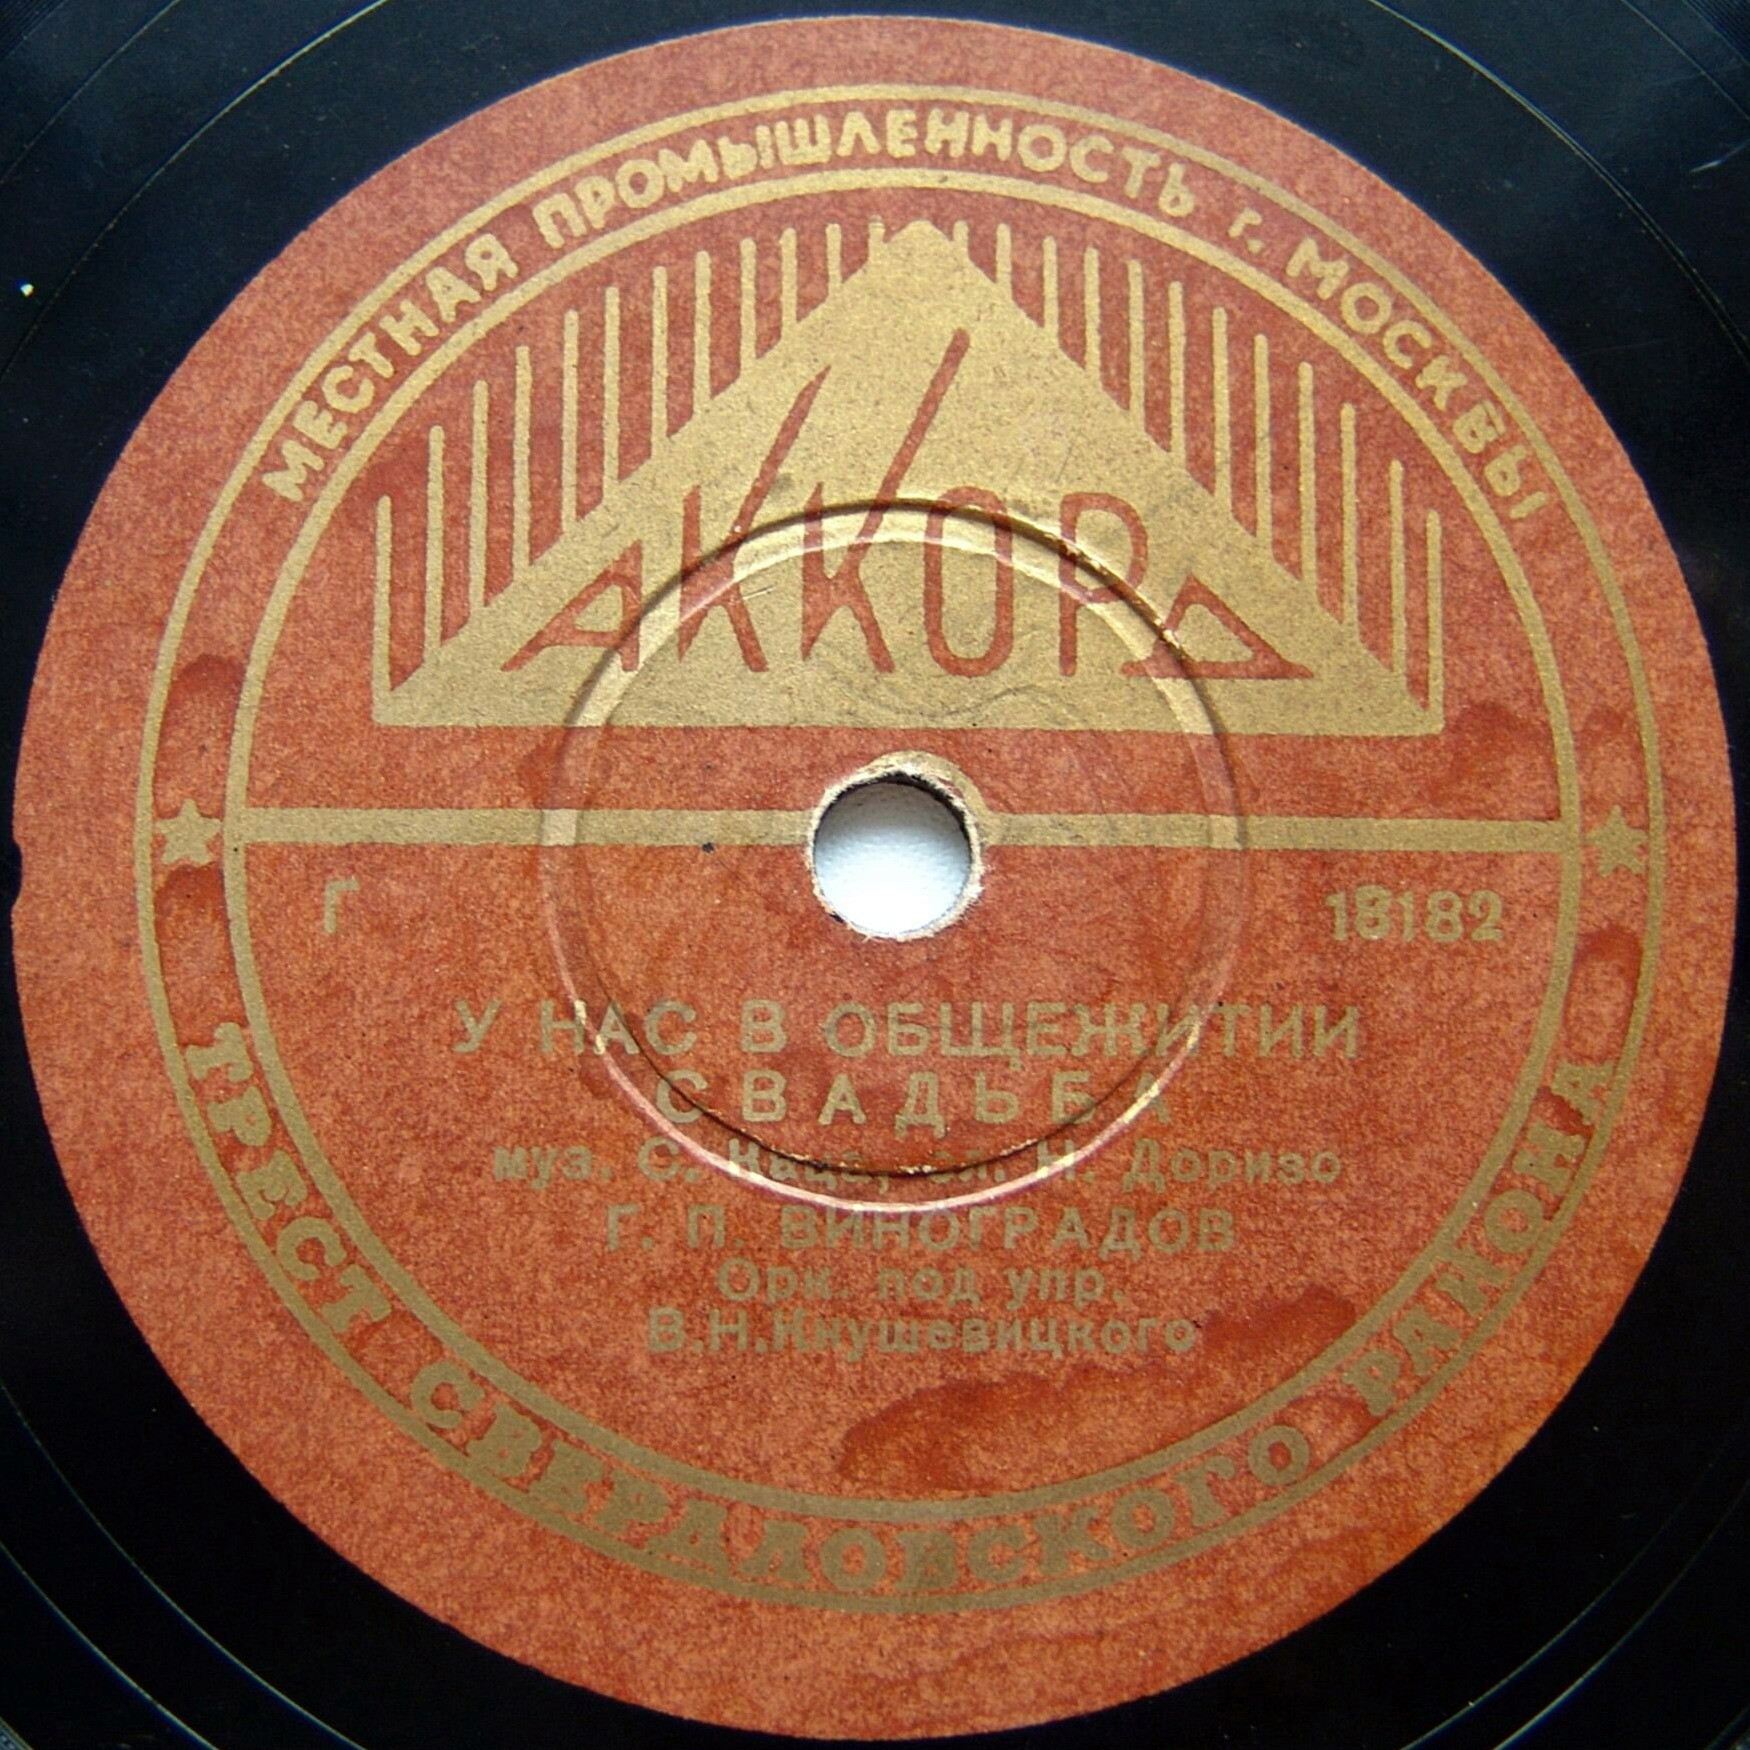 МЕСТНАЯ ПРОМЫШЛЕННОСТЬ г. МОСКВЫ
АККОРД
Г 18182
У НАС В ОБЩЕЖИТИИ
СВАДЬБА
муз. С. Каца, сл. Н. Доризо
Г. П. ВИНОГРАДОВ
Орк. под упр.
В.Н.Кнушевицкого
ТРЕСТ СВЕРДЛОВСКОГО РАЙОНА